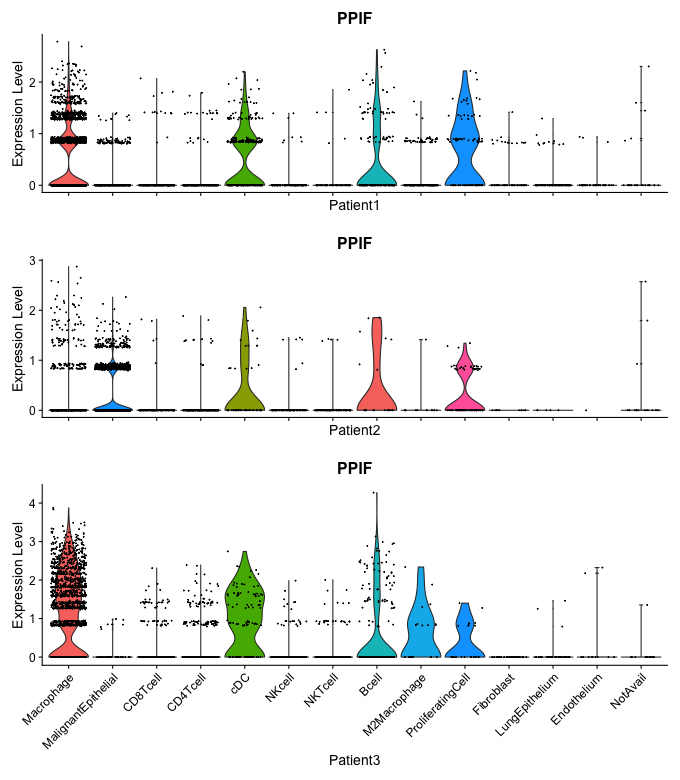 PPIF
Expression Level
2
1
0
Patient1
PPIF
Expression Level
3
2
1
0
Patient2
PPIF
Expression Level
4
3
2
1
0
Macrophage
MalignantEpithelial
CD8Tcell
CD4Tcell
cDC
NKcell
NKTcell
Bcell
M2Macrophage
ProliferatingCell
Fibroblast
LungEpithelium
Endothelium
NotAvail
Patient3